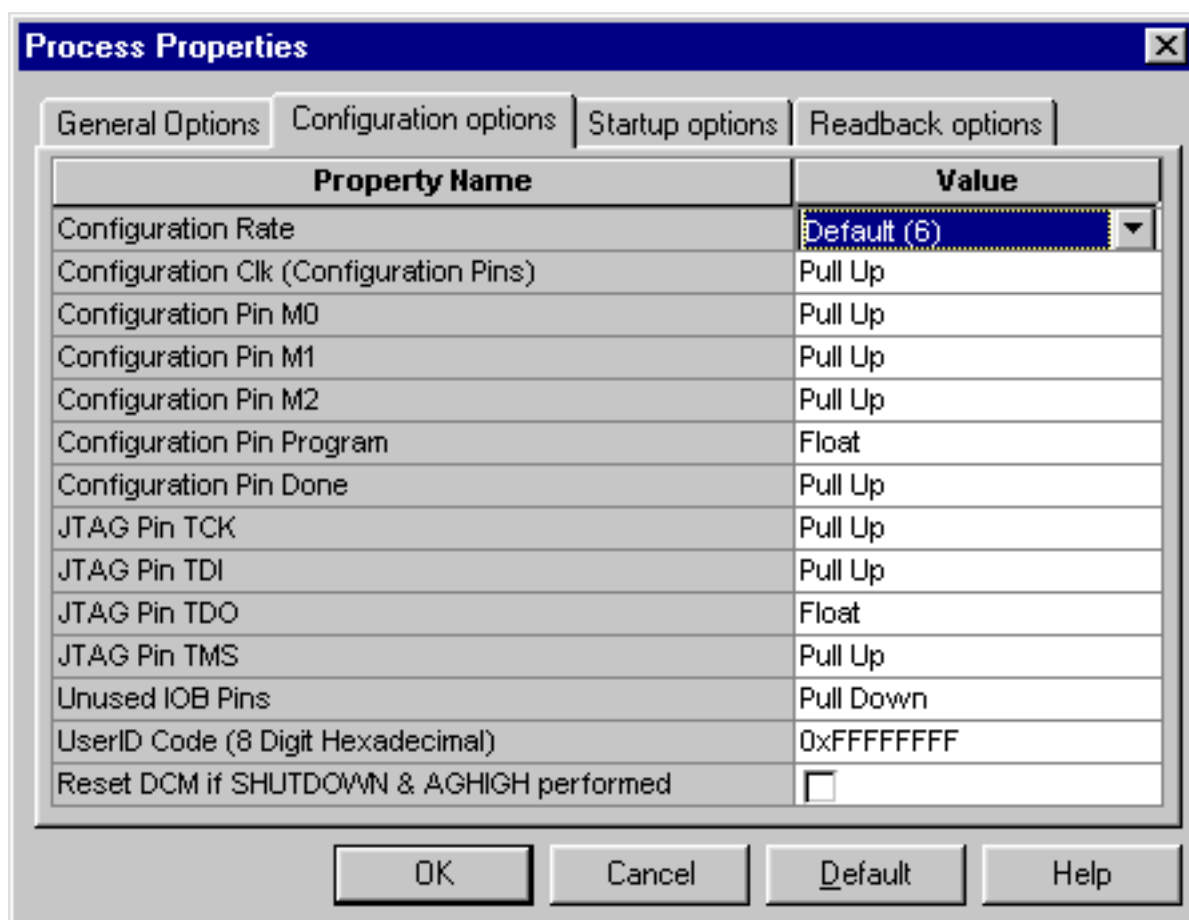 Process Properties
General Options Configuration options Startup options Readback options
Property Name Value
Configuration Rate Default (6)
Configuration Clk (Configuration Pins) Pull Up
Configuration Pin M0 Pull Up
Configuration Pin M1 Pull Up
Configuration Pin M2 Pull Up
Configuration Pin Program Float
Configuration Pin Done Pull Up
JTAG Pin TCK Pull Up
JTAG Pin TDI Pull Up
JTAG Pin TDO Float
JTAG Pin TMS Pull Up
Unused IOB Pins Pull Down
UserID Code (8 Digit Hexadecimal) 0xFFFFFFFF
Reset DCM if SHUTDOWN & AGHIGH performed
OK Cancel Default Help